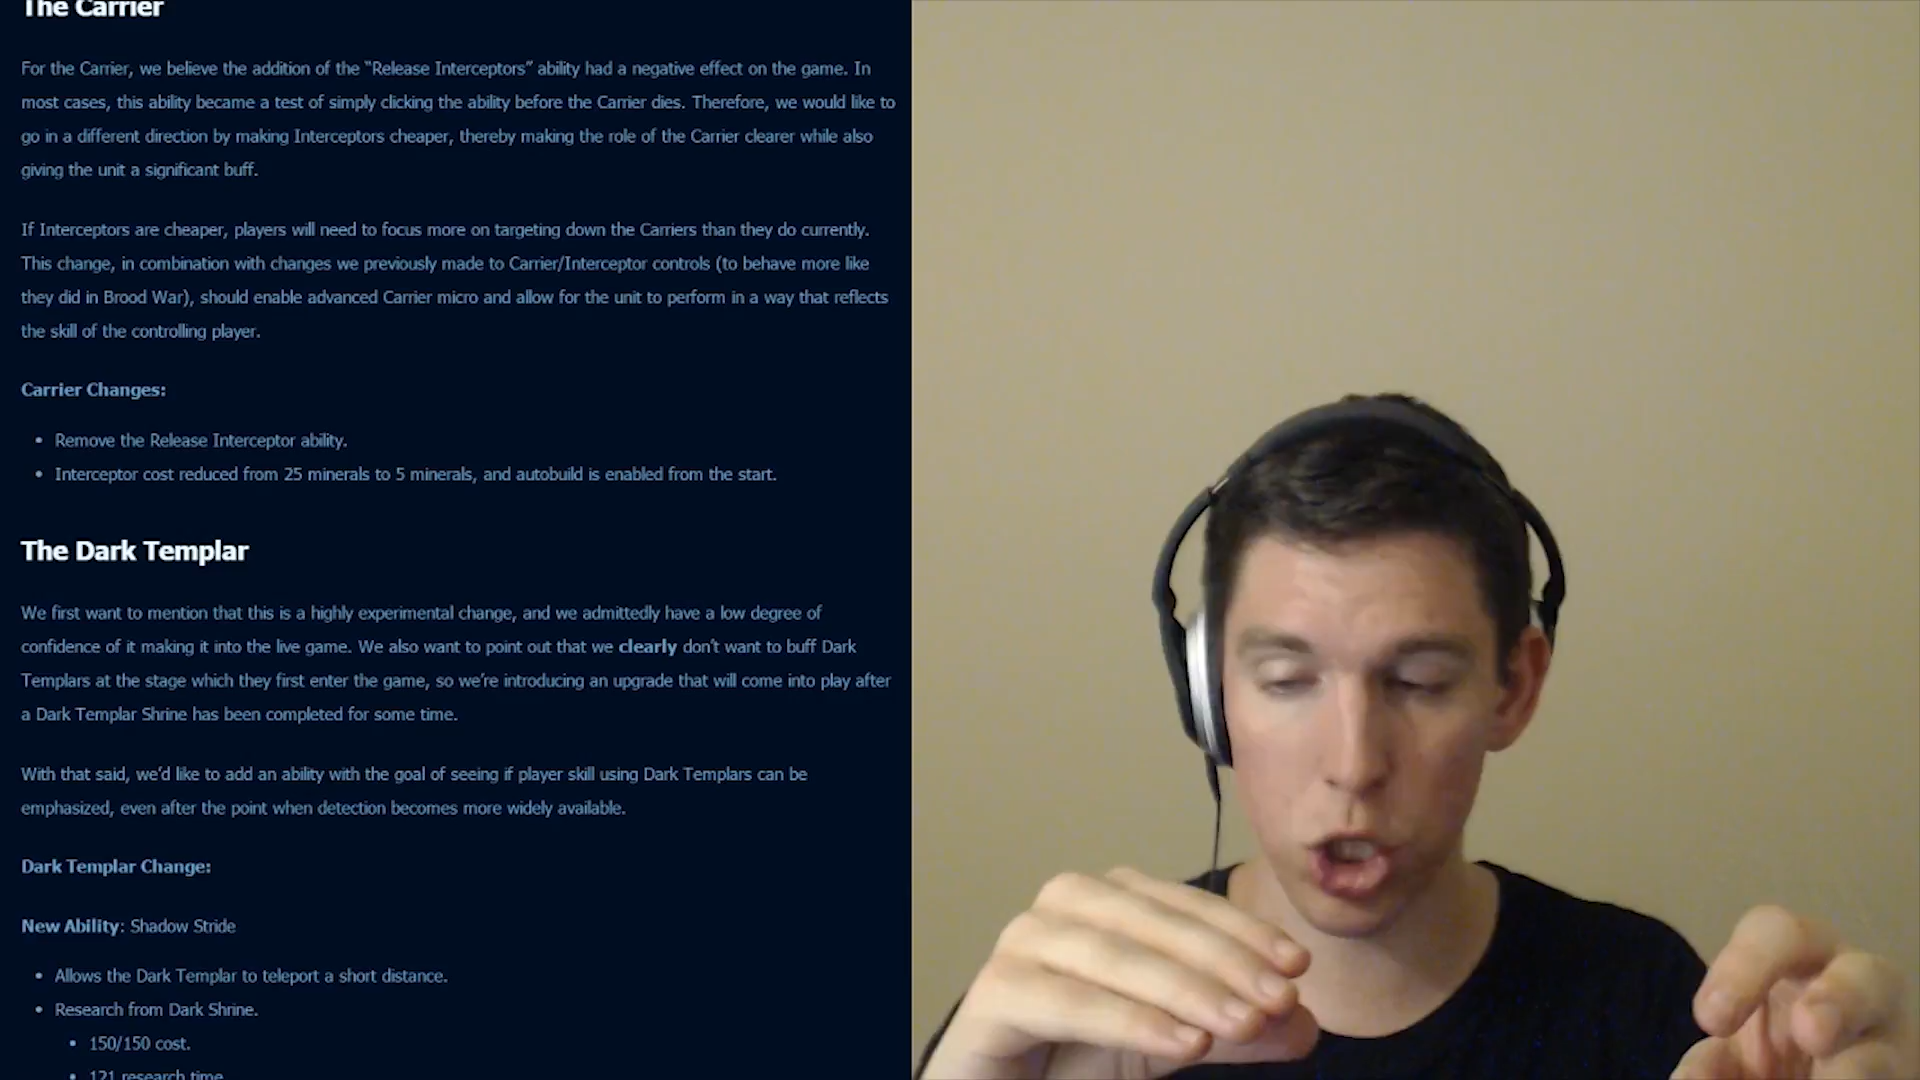 The Carrier
For the Carrier, we believe the addition of the “Release Interceptors” ability had a negative effect on the game. In
most cases, this ability became a test of simply clicking the ability before the Carrier dies. Therefore, we would like to
go in a different direction by making Interceptors cheaper, thereby making the role of the Carrier clearer while also
giving the unit a significant buff.
If Interceptors are cheaper, players will need to focus more on targeting down the Carriers than they do currently.
This change, in combination with changes we previously made to Carrier/Interceptor controls (to behave more like
they did in Brood War), should enable advanced Carrier micro and allow for the unit to perform in a way that reflects
the skill of the controlling player.
Carrier Changes:
• Remove the Release Interceptor ability.
• Interceptor cost reduced from 25 minerals to 5 minerals, and autobuild is enabled from the start.
The Dark Templar
We first want to mention that this is a highly experimental change, and we admittedly have a low degree of
confidence of it making it into the live game. We also want to point out that we clearly don’t want to buff Dark
Templars at the stage which they first enter the game, so we’re introducing an upgrade that will come into play after
a Dark Templar Shrine has been completed for some time.
With that said, we’d like to add an ability with the goal of seeing if player skill using Dark Templars can be
emphasized, even after the point when detection becomes more widely available.
Dark Templar Change:
New Ability: Shadow Stride
• Allows the Dark Templar to teleport a short distance.
• Research from Dark Shrine.
• 150/150 cost.
• 121 research time